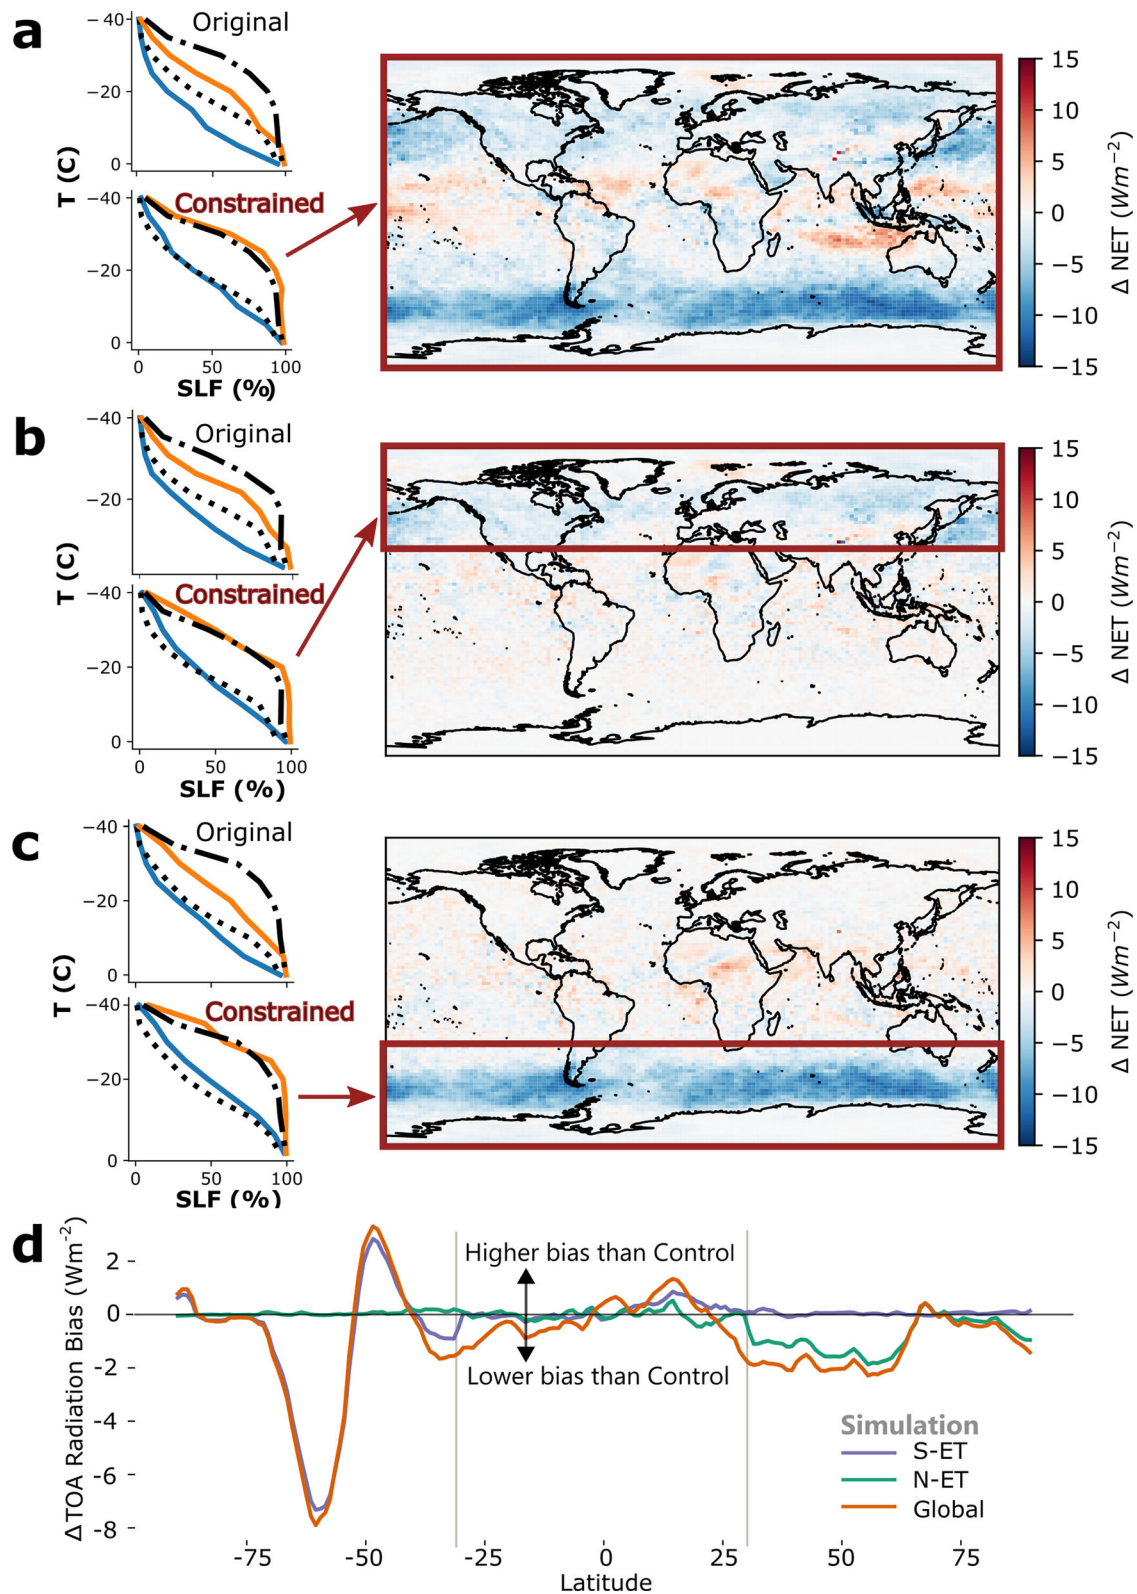 a
Original
−40
−20
0
T (C)
Constrained
−40
−20
0
0
50
100
SLF (%)
15
10
5
0
−5
−10
−15
Δ NET (Wm⁻²)
b
Original
−40
−20
0
T (C)
Constrained
−40
−20
0
0
50
100
SLF (%)
15
10
5
0
−5
−10
−15
Δ NET (Wm⁻²)
c
Original
−40
−20
0
T (C)
Constrained
−40
−20
0
0
50
100
SLF (%)
15
10
5
0
−5
−10
−15
Δ NET (Wm⁻²)
d
ΔTOA Radiation Bias (Wm⁻²)
2
0
-2
-4
-6
-8
Higher bias than Control
Lower bias than Control
Simulation
S-ET
N-ET
Global
-75
-50
-25
0
25
50
75
Latitude